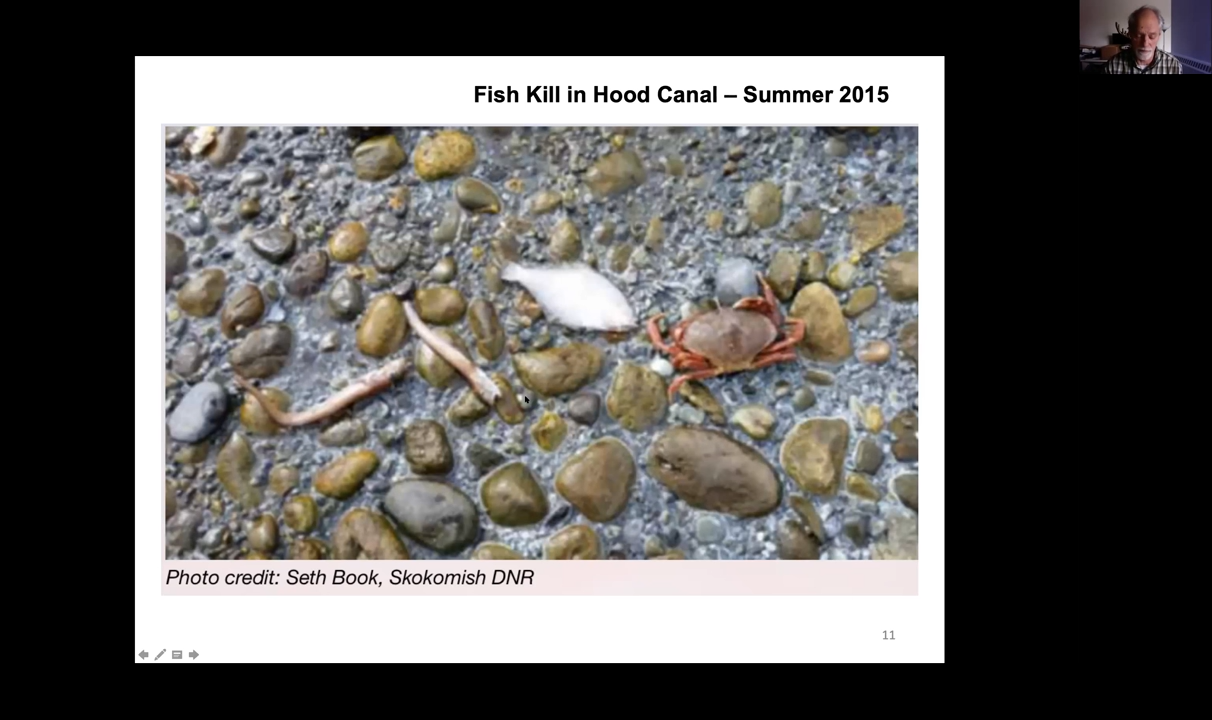 Fish Kill in Hood Canal – Summer 2015
Photo credit: Seth Book, Skokomish DNR
11